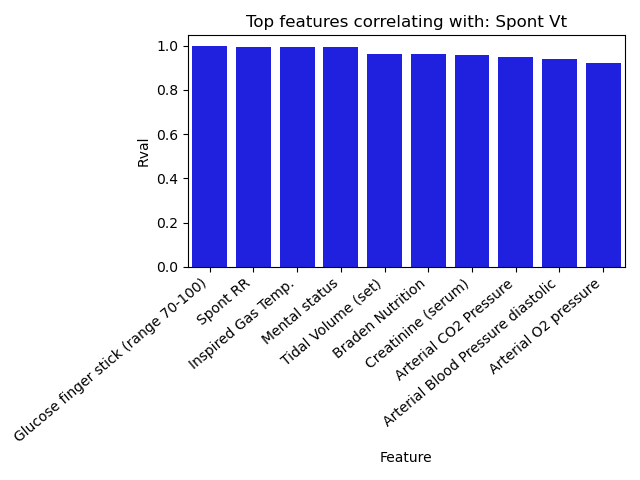 Top features correlating with: Spont Vt
Rval
1.0
0.8
0.6
0.4
0.2
0.0
Glucose finger stick (range 70-100)
Spont RR
Inspired Gas Temp.
Mental status
Tidal Volume (set)
Braden Nutrition
Creatinine (serum)
Arterial CO2 Pressure
Arterial Blood Pressure diastolic
Arterial O2 pressure
Feature